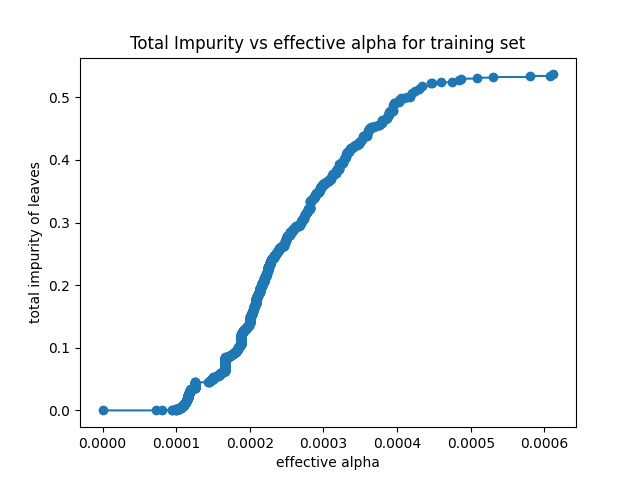 Total Impurity vs effective alpha for training set
total impurity of leaves
0.5
0.4
0.3
0.2
0.1
0.0
0.0000 0.0001 0.0002 0.0003 0.0004 0.0005 0.0006
effective alpha